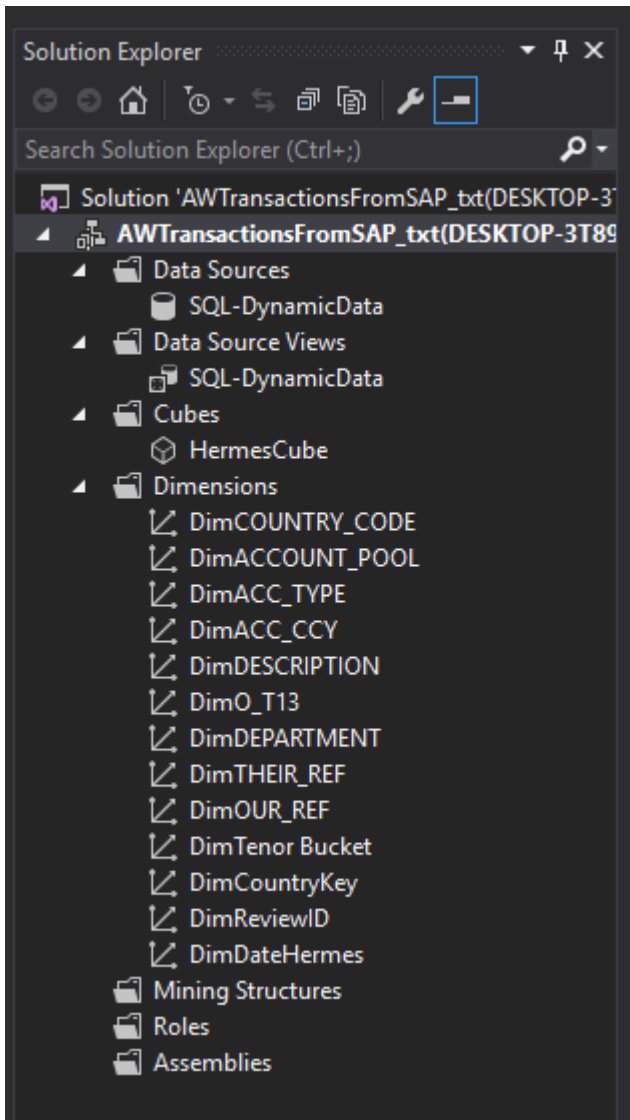 Solution Explorer
Search Solution Explorer (Ctrl+;)
Solution 'AWTransactionsFromSAP_txt(DESKTOP-3T
AWTransactionsFromSAP_txt(DESKTOP-3T89
Data Sources
SQL-DynamicData
Data Source Views
SQL-DynamicData
Cubes
HermesCube
Dimensions
DimCOUNTRY_CODE
DimACCOUNT_POOL
DimACC_TYPE
DimACC_CCY
DimDESCRIPTION
DimO_T13
DimDEPARTMENT
DimTHEIR_REF
DimOUR_REF
DimTenor Bucket
DimCountryKey
DimReviewID
DimDateHermes
Mining Structures
Roles
Assemblies